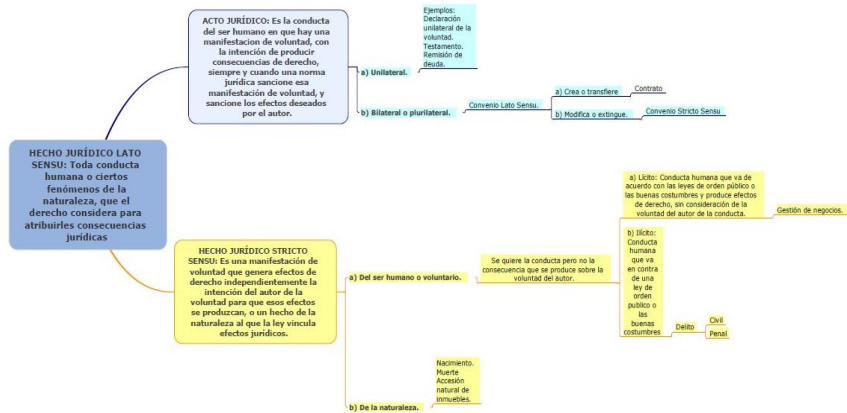 HECHO JURÍDICO LATO
SENSU: Toda conducta
humana o ciertos
fenómenos de la
naturaleza, que el
derecho considera para
atribuirles consecuencias
jurídicas
ACTO JURÍDICO: Es la conducta
del ser humano en que hay una
manifestacion de voluntad, con
la intención de producir
consecuencias de derecho,
siempre y cuando una norma
jurídica sancione esa
manifestación de voluntad, y
sancione los efectos deseados
por el autor.
a) Unilateral.
Ejemplos:
Declaración
unilateral de la
voluntad.
Testamento.
Remisión de
deuda.
b) Bilateral o plurilateral.
Convenio Lato Sensu.
a) Crea o transfiere
Contrato
b) Modifica o extingue.
Convenio Stricto Sensu
HECHO JURÍDICO STRICTO
SENSU: Es una manifestación de
voluntad que genera efectos de
derecho independientemente la
intención del autor de la
voluntad para que esos efectos
se produzcan, o un hecho de la
naturaleza al que la ley vincula
efectos jurídicos.
a) Del ser humano o voluntario.
Se quiere la conducta pero no la
consecuencia que se produce sobre la
voluntad del autor.
a) Lícito: Conducta humana que va de
acuerdo con las leyes de orden público o
las buenas costumbres y produce efectos
de derecho, sin consideración de la
voluntad del autor de la conducta.
Gestión de negocios.
b) Ilícito:
Conducta
humana
que va
en contra
de una
ley de
orden
publico o
las
buenas
costumbres
Delito
Civil
Penal
b) De la naturaleza.
Nacimiento.
Muerte
Accesión
natural de
inmuebles.